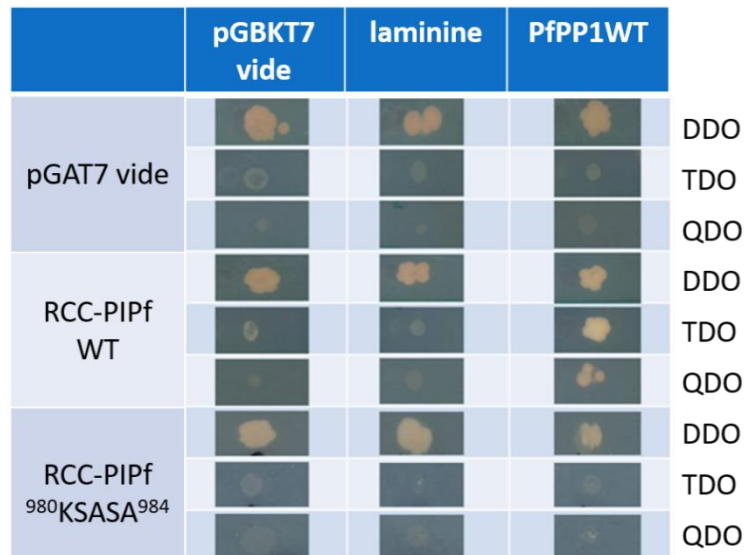 pGBKT7 vide
laminine
PfPP1WT
pGAT7 vide
DDO
TDO
QDO
RCC-PIPf WT
DDO
TDO
QDO
RCC-PIPf ⁹⁸⁰KSASA⁹⁸⁴
DDO
TDO
QDO